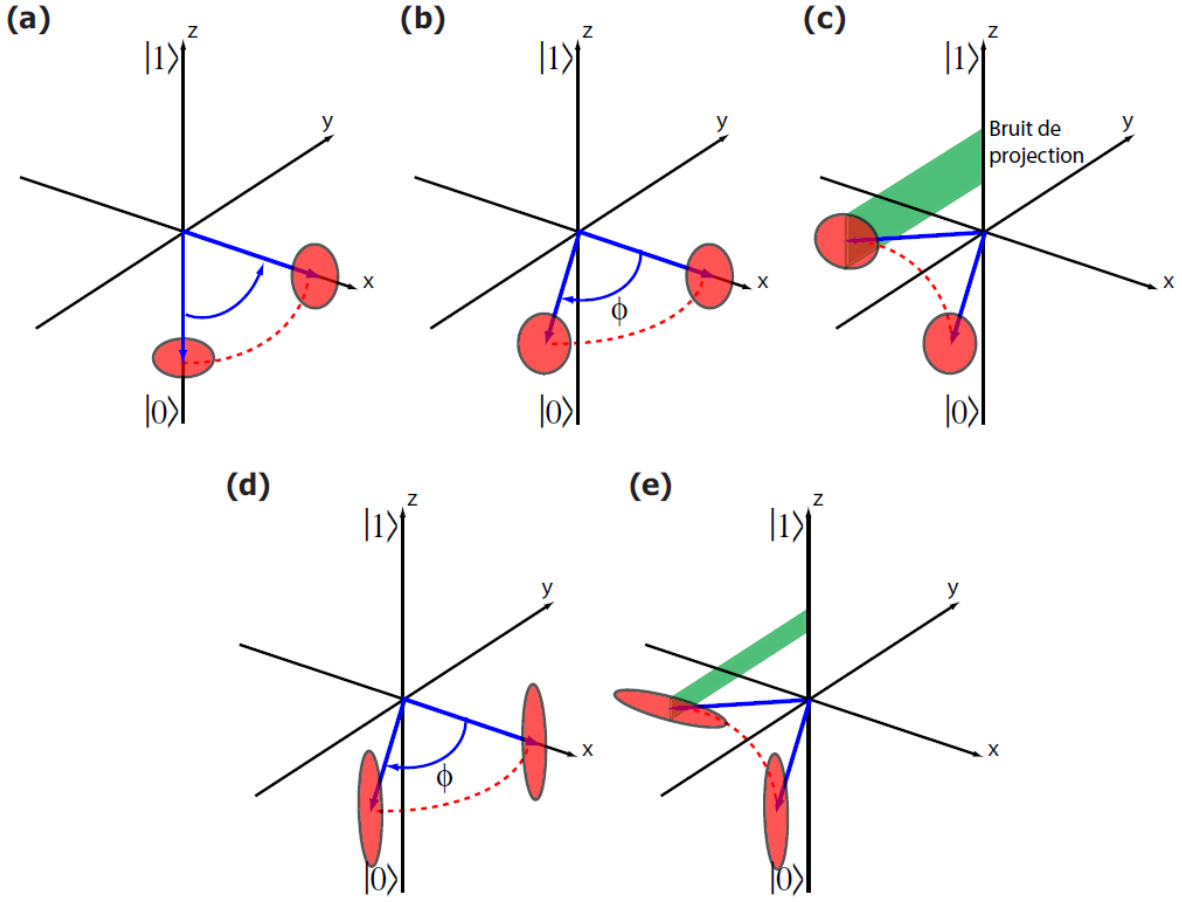 (a)
z
|1⟩
y
x
|0⟩
(b)
z
|1⟩
y
x
ϕ
|0⟩
(c)
z
|1⟩
y
Bruit de
projection
x
|0⟩
(d)
z
|1⟩
y
x
ϕ
|0⟩
(e)
z
|1⟩
y
x
|0⟩